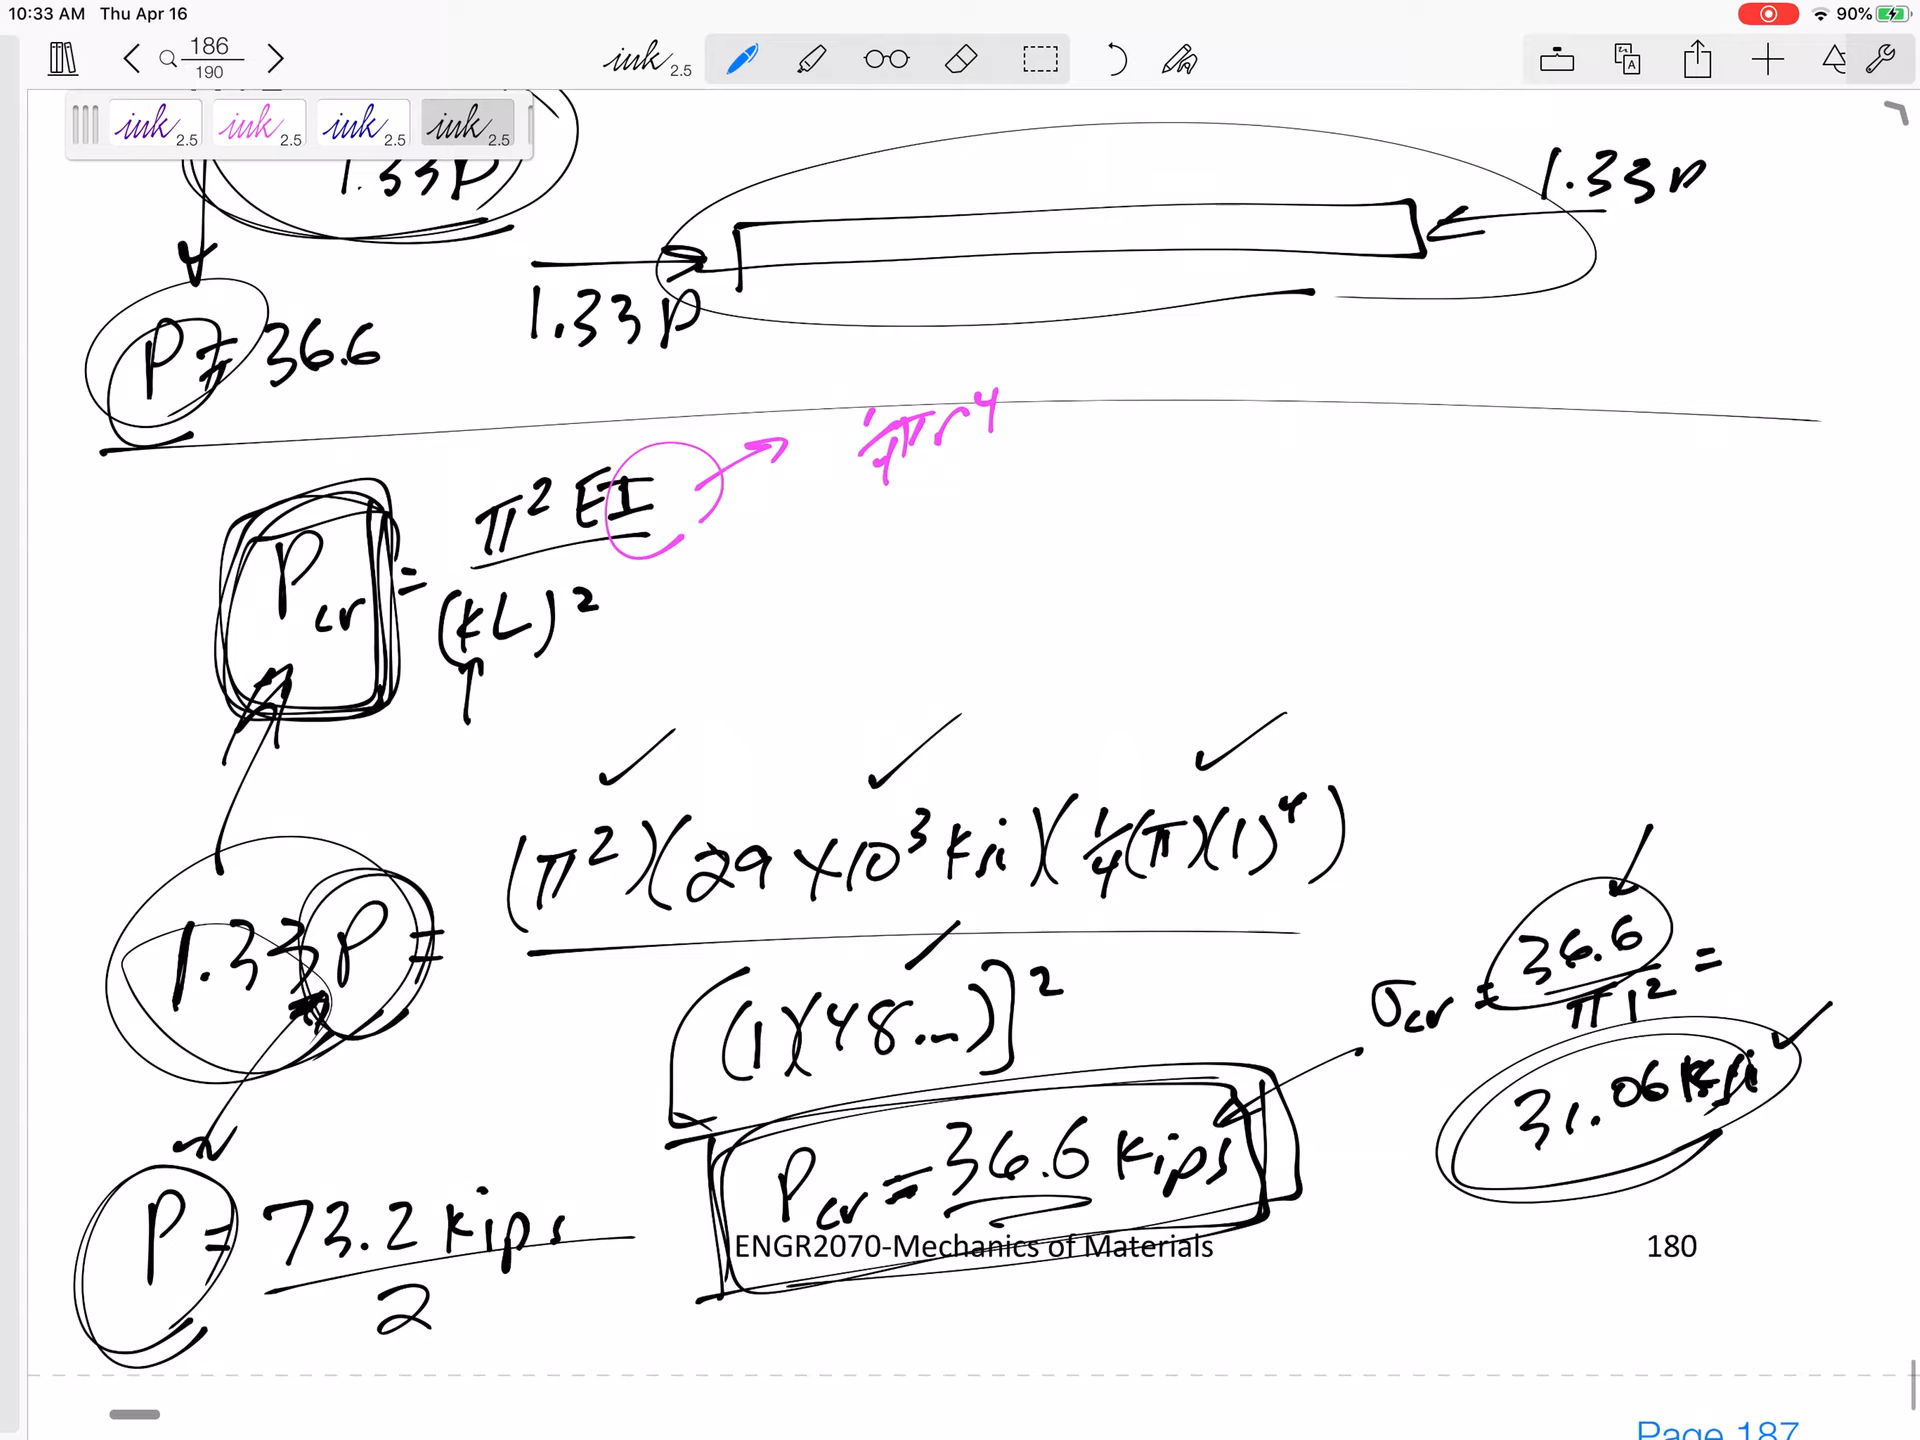 10:33 AM Thu Apr 16
90%
186
190
ink 2.5
ink 2.5 ink 2.5 ink 2.5 ink 2.5
1.33P
1.33P
1.33P
P = 36.6
1/4 πr⁴
Pcr = π² EI / (kL)²
1.33P = (π²)(29 × 10³ ksi)(1/4(π)(1)⁴) / [(1)(48...)]²
σcr = 36.6 / π 1² =
31.06 ksi
Pcr = 36.6 kips
P = 73.2 kips / 2
ENGR2070-Mechanics of Materials
180
Page 187